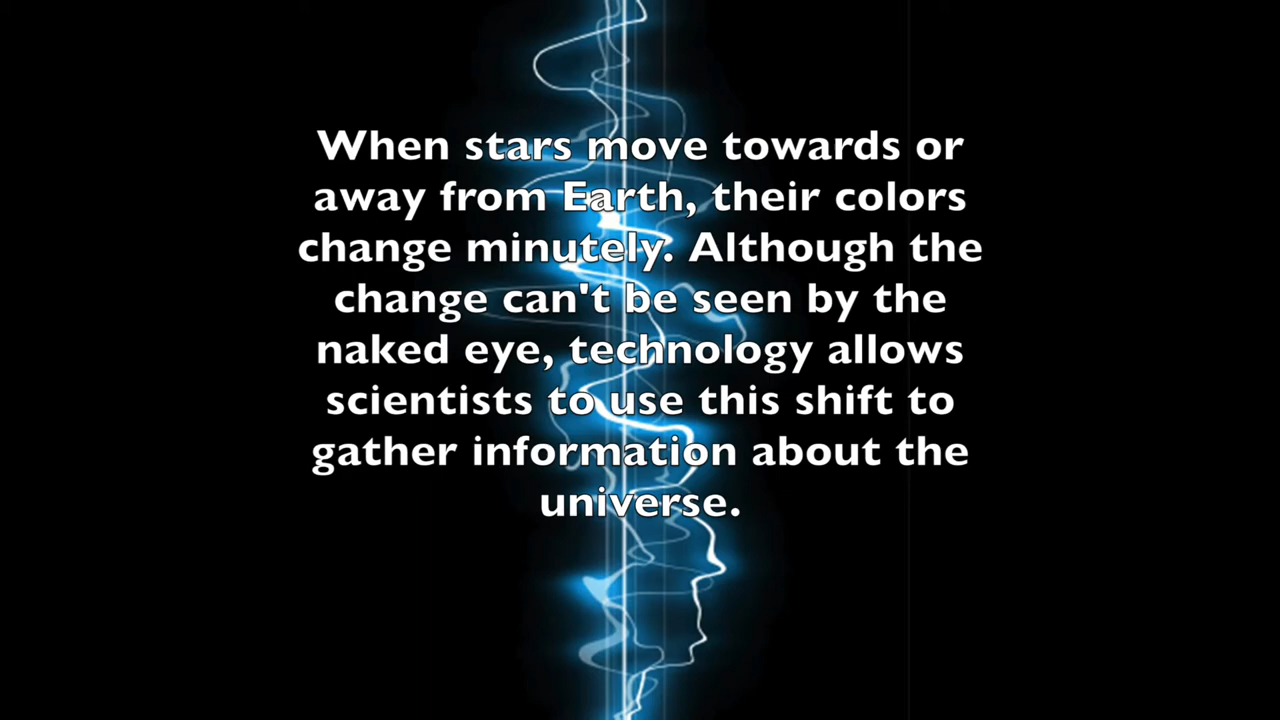 When stars move towards or
away from Earth, their colors
change minutely. Although the
change can't be seen by the
naked eye, technology allows
scientists to use this shift to
gather information about the
universe.